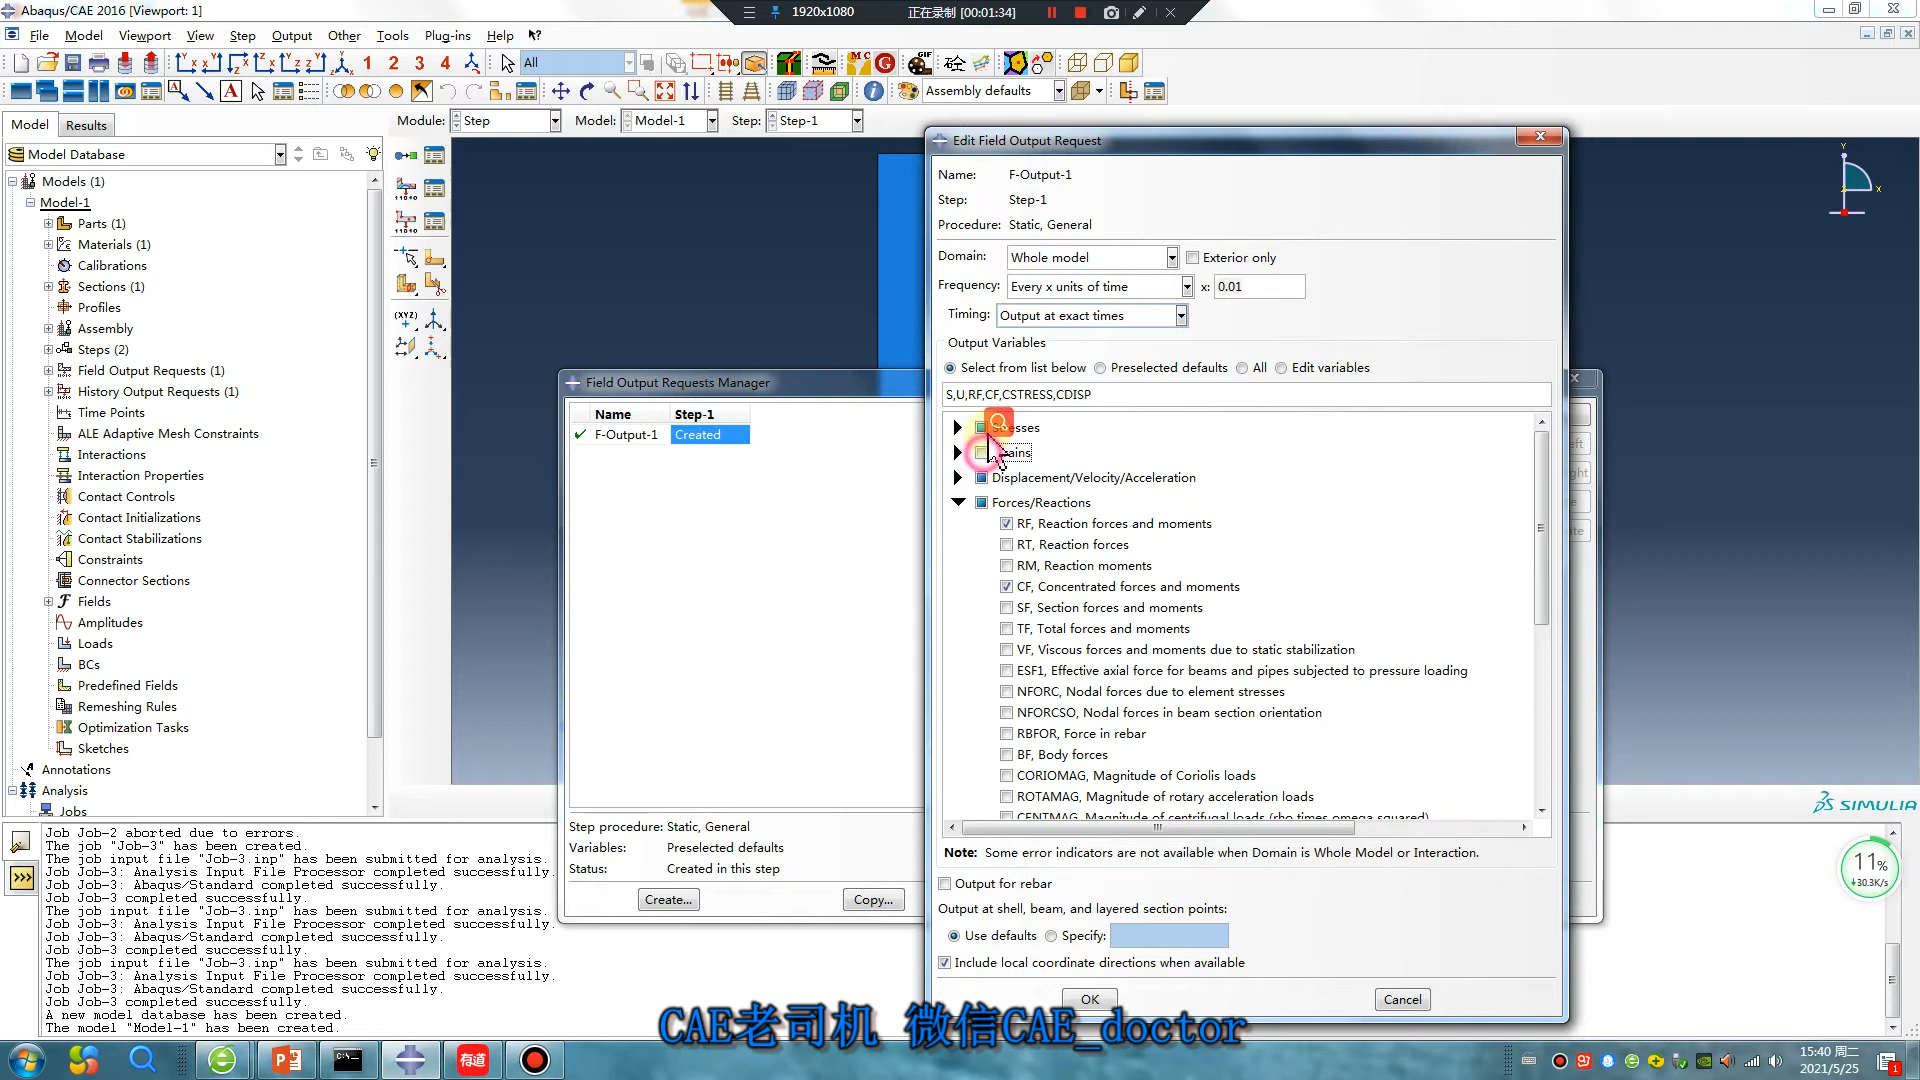 Abaqus/CAE 2016 [Viewport: 1]
1920x1080
正在录制 [00:01:34]
File Model Viewport View Step Output Other Tools Plug-ins Help
1 2 3 4 All
Assembly defaults
Model Results
Module: Step Model: Model-1 Step: Step-1
Model Database
Models (1)
Model-1
Parts (1)
Materials (1)
Calibrations
Sections (1)
Profiles
Assembly
Steps (2)
Field Output Requests (1)
History Output Requests (1)
Time Points
ALE Adaptive Mesh Constraints
Interactions
Interaction Properties
Contact Controls
Contact Initializations
Contact Stabilizations
Constraints
Connector Sections
Fields
Amplitudes
Loads
BCs
Predefined Fields
Remeshing Rules
Optimization Tasks
Sketches
Annotations
Analysis
Jobs
Field Output Requests Manager
Name Step-1
F-Output-1 Created
Step procedure: Static, General
Variables: Preselected defaults
Status: Created in this step
Create... Copy...
Edit Field Output Request
Name: F-Output-1
Step: Step-1
Procedure: Static, General
Domain: Whole model Exterior only
Frequency: Every x units of time x: 0.01
Timing: Output at exact times
Output Variables
Select from list below Preselected defaults All Edit variables
S,U,RF,CF,CSTRESS,CDISP
Displacement/Velocity/Acceleration
Forces/Reactions
RF, Reaction forces and moments
RT, Reaction forces
RM, Reaction moments
CF, Concentrated forces and moments
SF, Section forces and moments
TF, Total forces and moments
VF, Viscous forces and moments due to static stabilization
ESF1, Effective axial force for beams and pipes subjected to pressure loading
NFORC, Nodal forces due to element stresses
NFORCSO, Nodal forces in beam section orientation
RBFOR, Force in rebar
BF, Body forces
CORIOMAG, Magnitude of Coriolis loads
ROTAMAG, Magnitude of rotary acceleration loads
CENTMAG, Magnitude of centrifugal loads (rho times omega squared)
Note: Some error indicators are not available when Domain is Whole Model or Interaction.
Output for rebar
Output at shell, beam, and layered section points:
Use defaults Specify:
Include local coordinate directions when available
OK Cancel
Y
X
SIMULIA
11%
30.3K/s
Job Job-2 aborted due to errors.
The job "Job-3" has been created.
The job input file "Job-3.inp" has been submitted for analysis.
Job Job-3: Analysis Input File Processor completed successfully.
Job Job-3: Abaqus/Standard completed successfully.
Job Job-3 completed successfully.
The job input file "Job-3.inp" has been submitted for analysis.
Job Job-3: Analysis Input File Processor completed successfully.
Job Job-3: Abaqus/Standard completed successfully.
Job Job-3 completed successfully.
The job input file "Job-3.inp" has been submitted for analysis.
Job Job-3: Analysis Input File Processor completed successfully.
Job Job-3: Abaqus/Standard completed successfully.
Job Job-3 completed successfully.
A new model database has been created.
The model "Model-1" has been created.
CAE老司机 微信CAE_doctor
有道
15:40 周二
2021/5/25